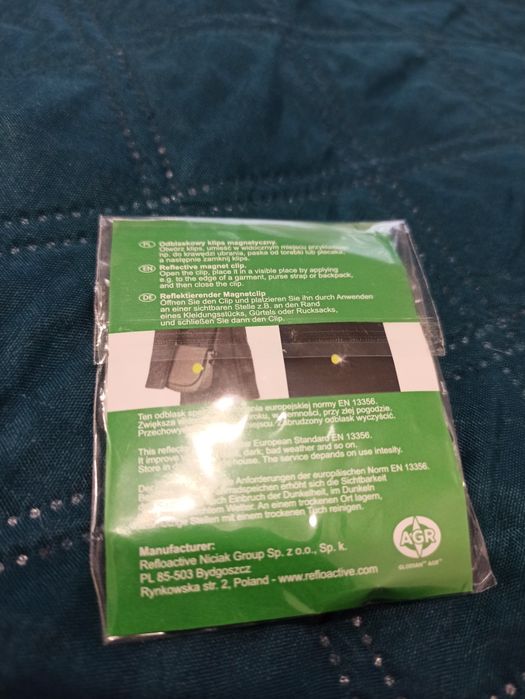 PL Odblaskowy klips magnetyczny.
Otwórz klips, umieść w widocznym miejscu
np. do krawędzi ubrania, paska od torebki lub plecaka,
a następnie zamknij klips.
EN Reflective magnet clip.
Open the clip, place it in a visible place by applying
e.g. to the edge of a garment, purse strap or backpack,
and then close the clip.
DE Reflektierender Magnetclip
Öffnen Sie den Clip und platzieren Sie ihn durch Anwenden
an einer sichtbaren Stelle z.B. an den Rand
eines Kleidungsstücks, Gürtels oder Rucksacks,
und schließen Sie dann den Clip.
Ten odblask europejskiej normy EN 13356.
Zwiększa roku, w ciemności, przy złej pogodzie.
miejscu. Zabrudzony odblask wyczyścić.
This European Standard EN 13356.
It improve dark, bad weather and so on.
Store in The service depends on use intesity.
Anforderungen der europäischen Norm EN 13356.
erhöht sich die Sichtbarkeit
Einbruch der Dunkelheit, im Dunkeln
Wetter. An einem trockenen Ort lagern,
Stellen mit einem trockenen Tuch reinigen.
Manufacturer:
Refloactive Niciak Group Sp. z o.o., Sp. k.
PL 85-503 Bydgoszcz
Rynkowska str. 2, Poland - www.refloactive.com
AGR